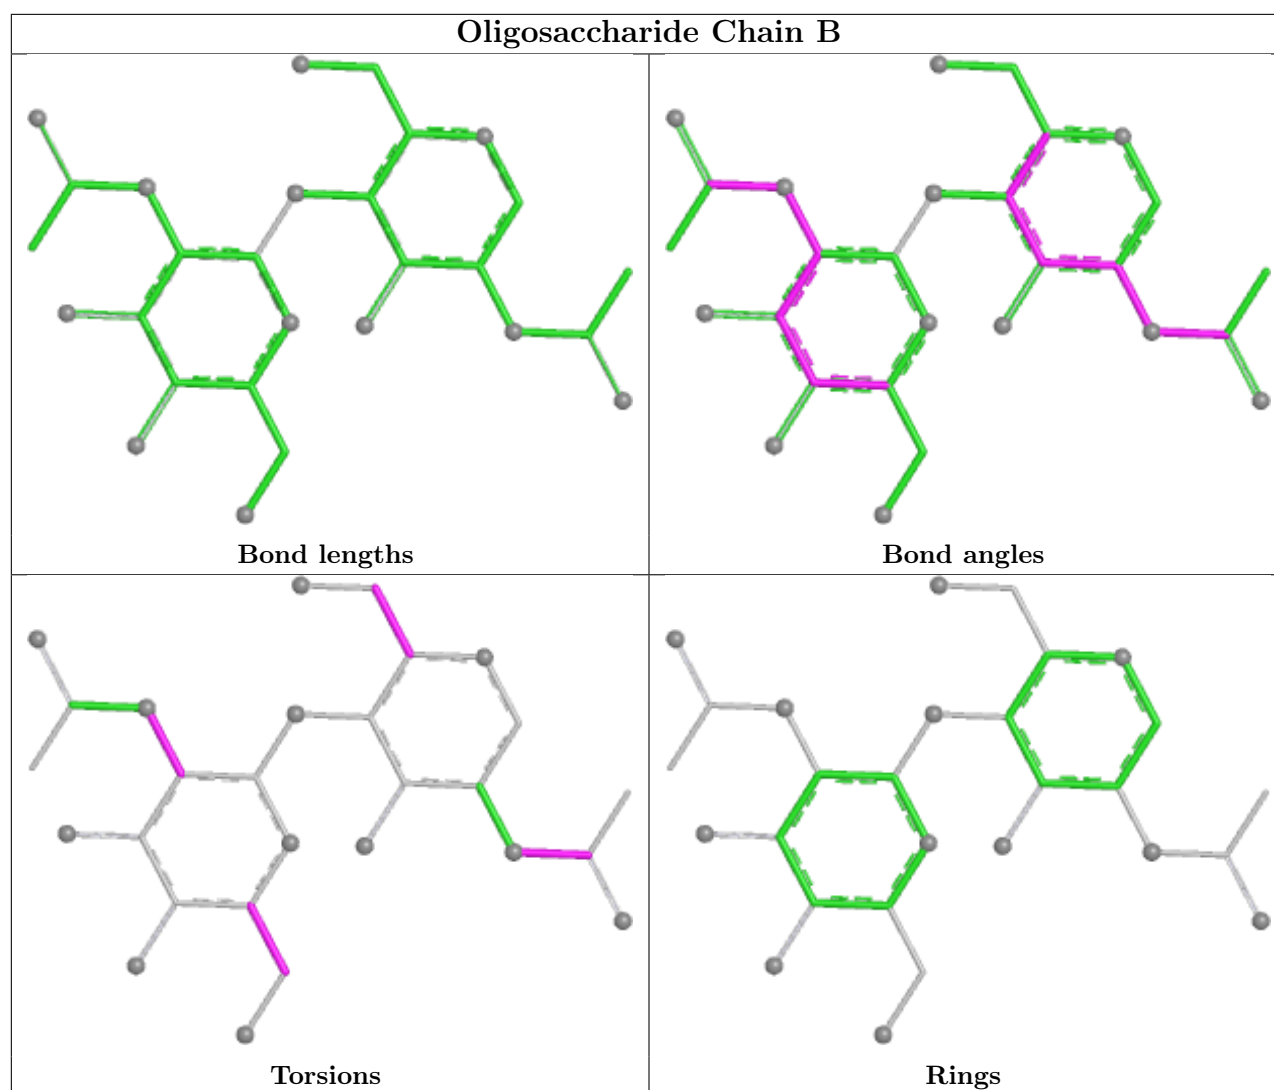 Oligosaccharide Chain B
Bond lengths
Bond angles
Torsions
Rings